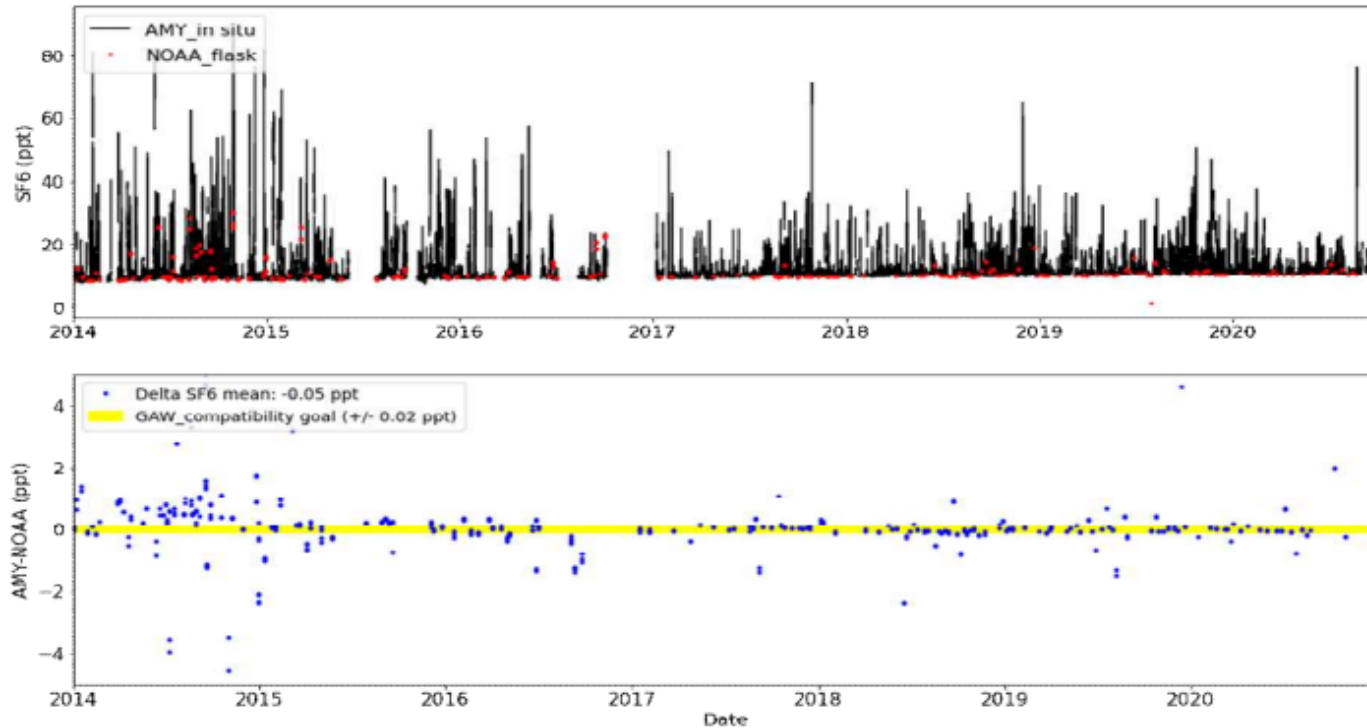 AMY_in situ
NOAA_flask
SF6 (ppt)
80
60
40
20
0
2014 2015 2016 2017 2018 2019 2020
Delta SF6 mean: -0.05 ppt
GAW_compatibility goal (+/- 0.02 ppt)
AMY-NOAA (ppt)
4
2
0
−2
−4
2014 2015 2016 2017 2018 2019 2020
Date